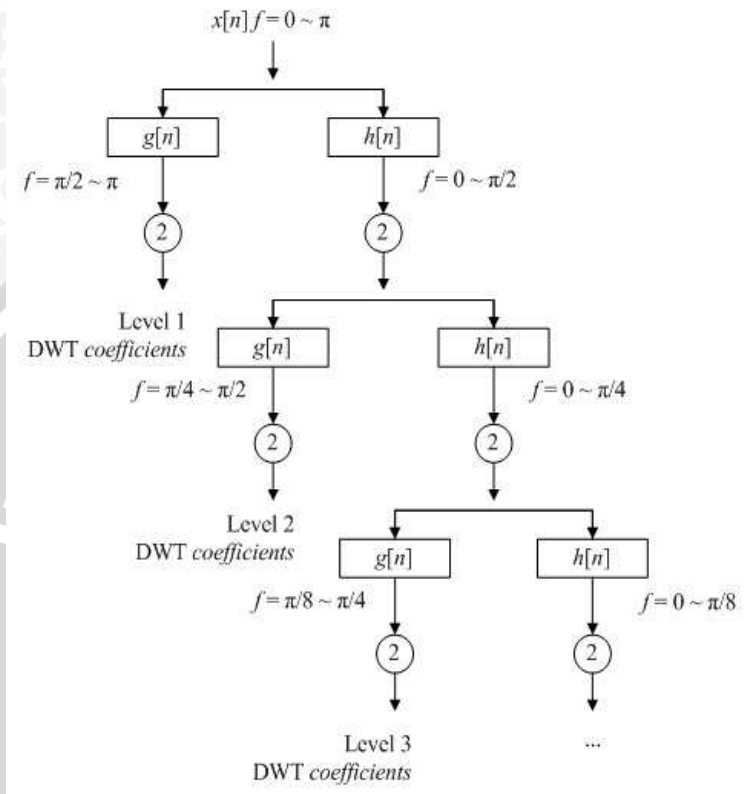 x[n] f = 0 ~ π
g[n] h[n]
f = π/2 ~ π f = 0 ~ π/2
2 2
Level 1
DWT coefficients
g[n] h[n]
f = π/4 ~ π/2 f = 0 ~ π/4
2 2
Level 2
DWT coefficients
g[n] h[n]
f = π/8 ~ π/4 f = 0 ~ π/8
2 2
Level 3 ...
DWT coefficients